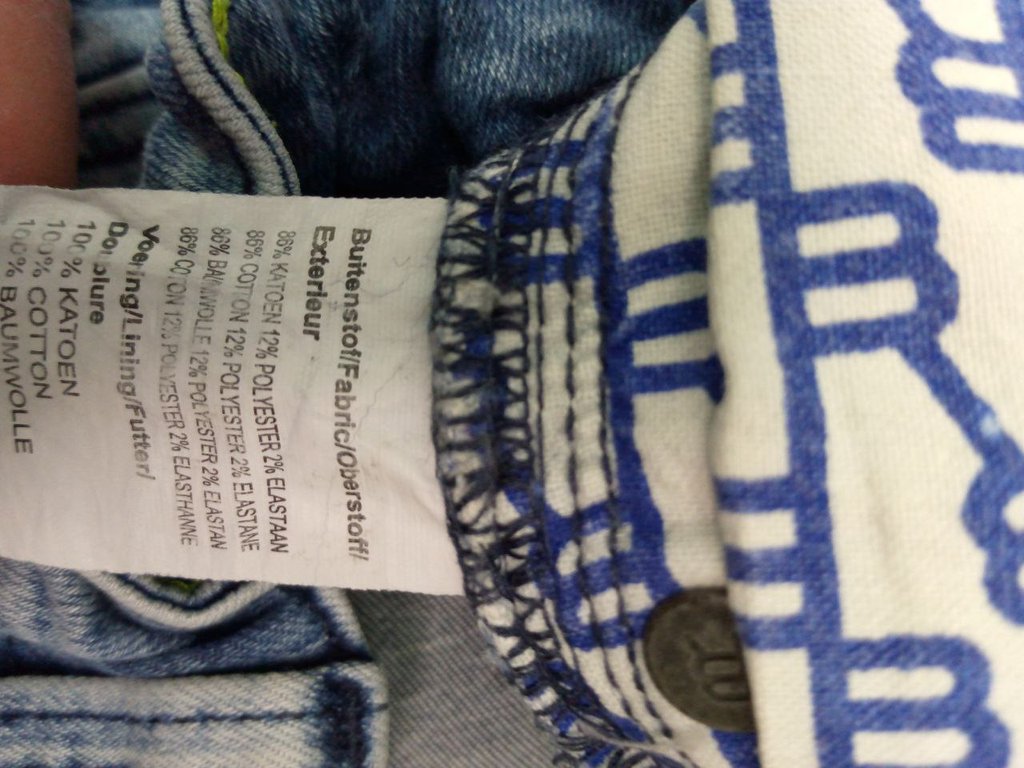 Buitenstof/Fabric/Oberstoff/
Exterieur
86% KATOEN 12% POLYESTER 2% ELASTAAN
86% COTTON 12% POLYESTER 2% ELASTANE
86% BAUMWOLLE 12% POLYESTER 2% ELASTAN
86% COTON 12% POLYESTER 2% ELASTHANNE
Voering/Lining/Futter/
Doublure
100% KATOEN
100% COTTON
100% BAUMWOLLE